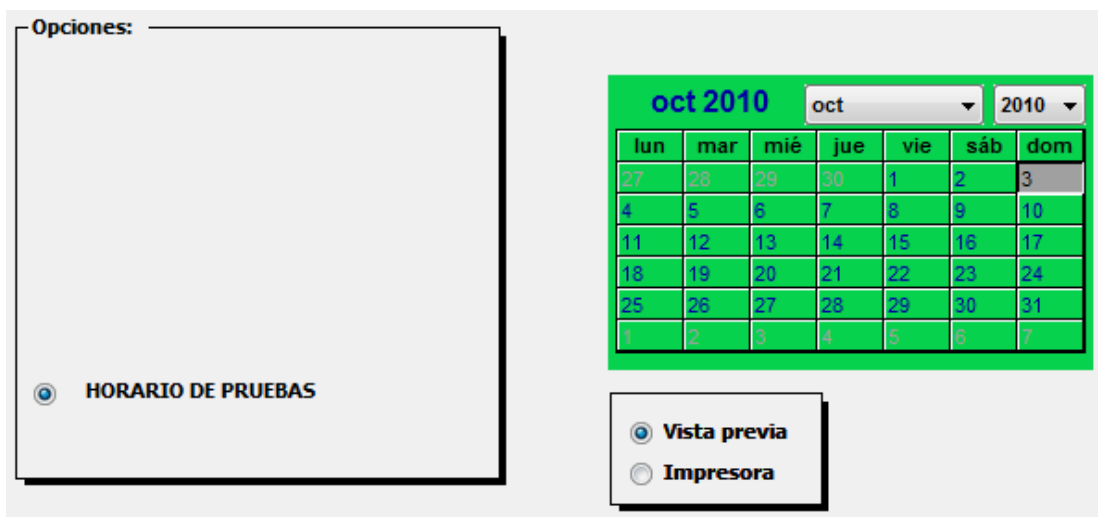 Opciones:
HORARIO DE PRUEBAS
oct 2010 oct 2010
lun mar mié jue vie sáb dom
27 28 29 30 1 2 3
4 5 6 7 8 9 10
11 12 13 14 15 16 17
18 19 20 21 22 23 24
25 26 27 28 29 30 31
1 2 3 4 5 6 7
Vista previa
Impresora